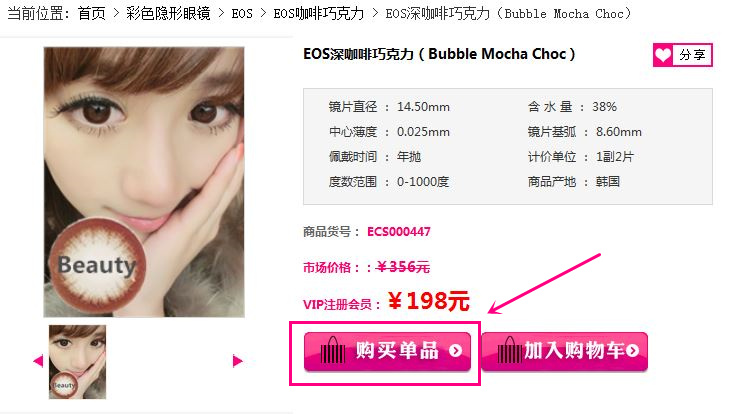 当前位置: 首页 > 彩色隐形眼镜 > EOS > EOS咖啡巧克力 > EOS深咖啡巧克力（Bubble Mocha Choc）
EOS深咖啡巧克力（Bubble Mocha Choc）
分享
镜片直径 ： 14.50mm
含 水 量 ： 38%
中心薄度 ： 0.025mm
镜片基弧 ： 8.60mm
佩戴时间 ： 年抛
计价单位 ： 1副2片
度数范围 ： 0-1000度
商品产地 ： 韩国
商品货号： ECS000447
市场价格：：￥356元
VIP注册会员：￥198元
购买单品
加入购物车
Beauty
Beauty